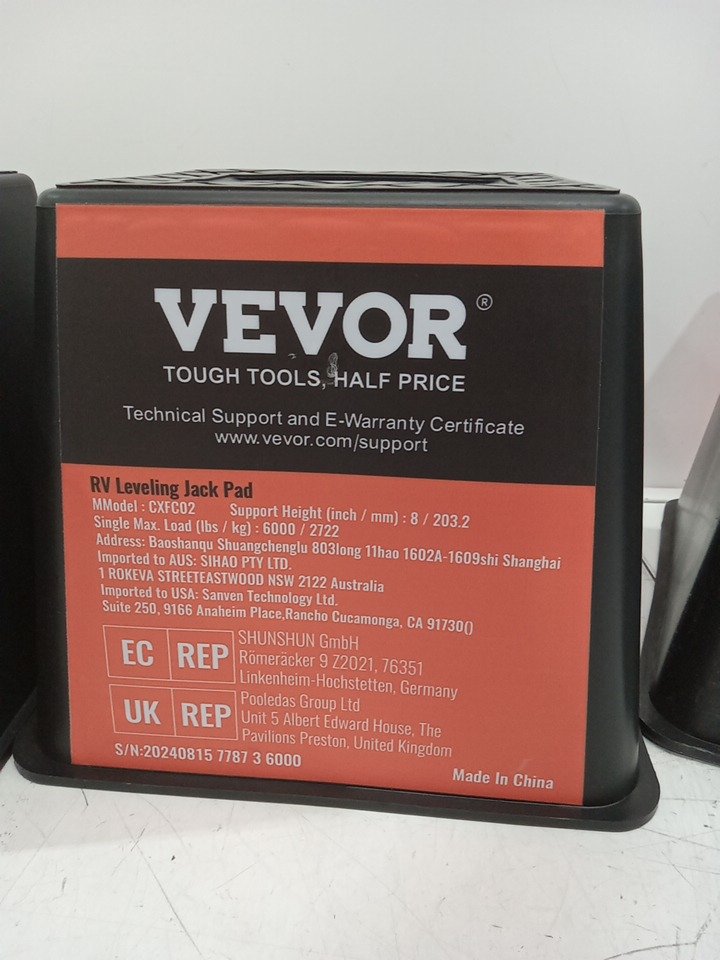 VEVOR®
TOUGH TOOLS, HALF PRICE
Technical Support and E-Warranty Certificate
www.vevor.com/support
RV Leveling Jack Pad
MModel : CXFC02 Support Height (inch / mm) : 8 / 203.2
Single Max. Load (lbs / kg) : 6000 / 2722
Address: Baoshanqu Shuangchenglu 803long 11hao 1602A-1609shi Shanghai
Imported to AUS: SIHAO PTY LTD.
1 ROKEVA STREETEASTWOOD NSW 2122 Australia
Imported to USA: Sanven Technology Ltd.
Suite 250, 9166 Anaheim Place,Rancho Cucamonga, CA 91730()
EC REP
SHUNSHUN GmbH
Römeräcker 9 Z2021, 76351
Linkenheim-Hochstetten, Germany
UK REP
Pooledas Group Ltd
Unit 5 Albert Edward House, The
Pavilions Preston, United Kingdom
S/N:20240815 7787 3 6000
Made In China